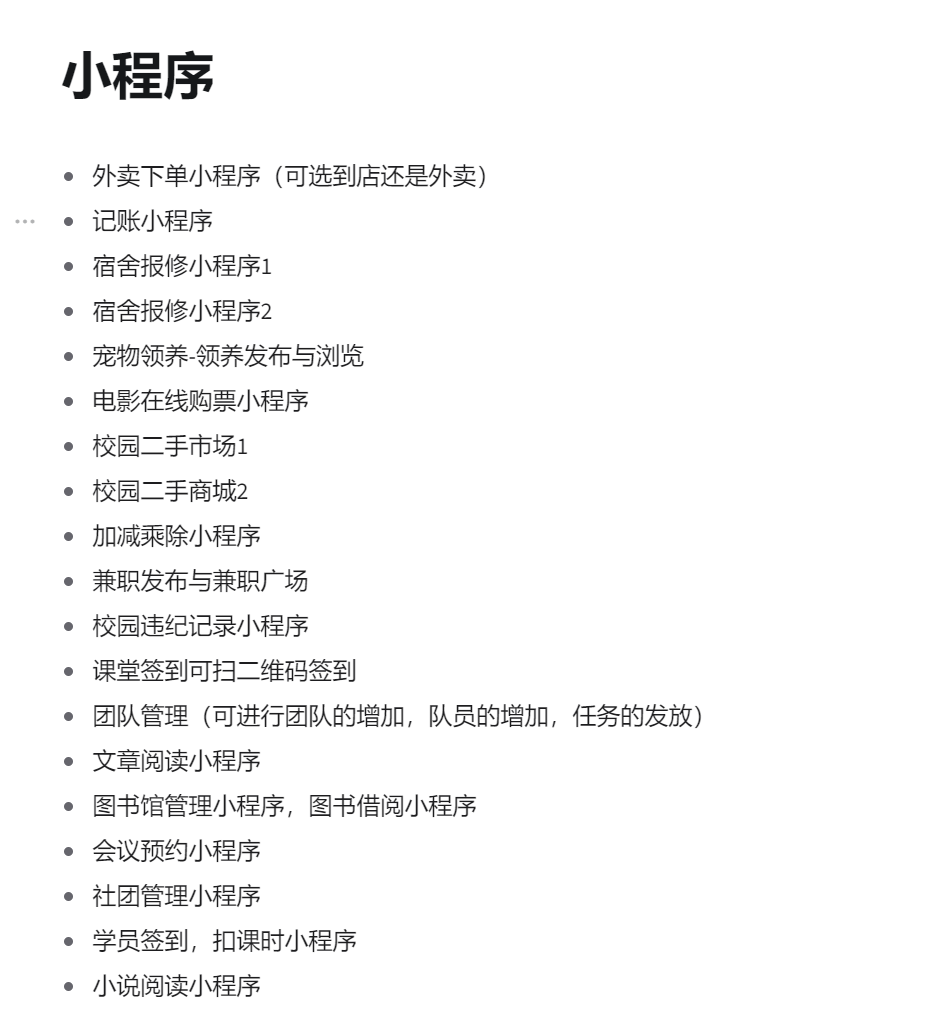 小程序
外卖下单小程序（可选到店还是外卖）
记账小程序
宿舍报修小程序1
宿舍报修小程序2
宠物领养-领养发布与浏览
电影在线购票小程序
校园二手市场1
校园二手商城2
加减乘除小程序
兼职发布与兼职广场
校园违纪记录小程序
课堂签到可扫二维码签到
团队管理（可进行团队的增加，队员的增加，任务的发放）
文章阅读小程序
图书馆管理小程序，图书借阅小程序
会议预约小程序
社团管理小程序
学员签到，扣课时小程序
小说阅读小程序